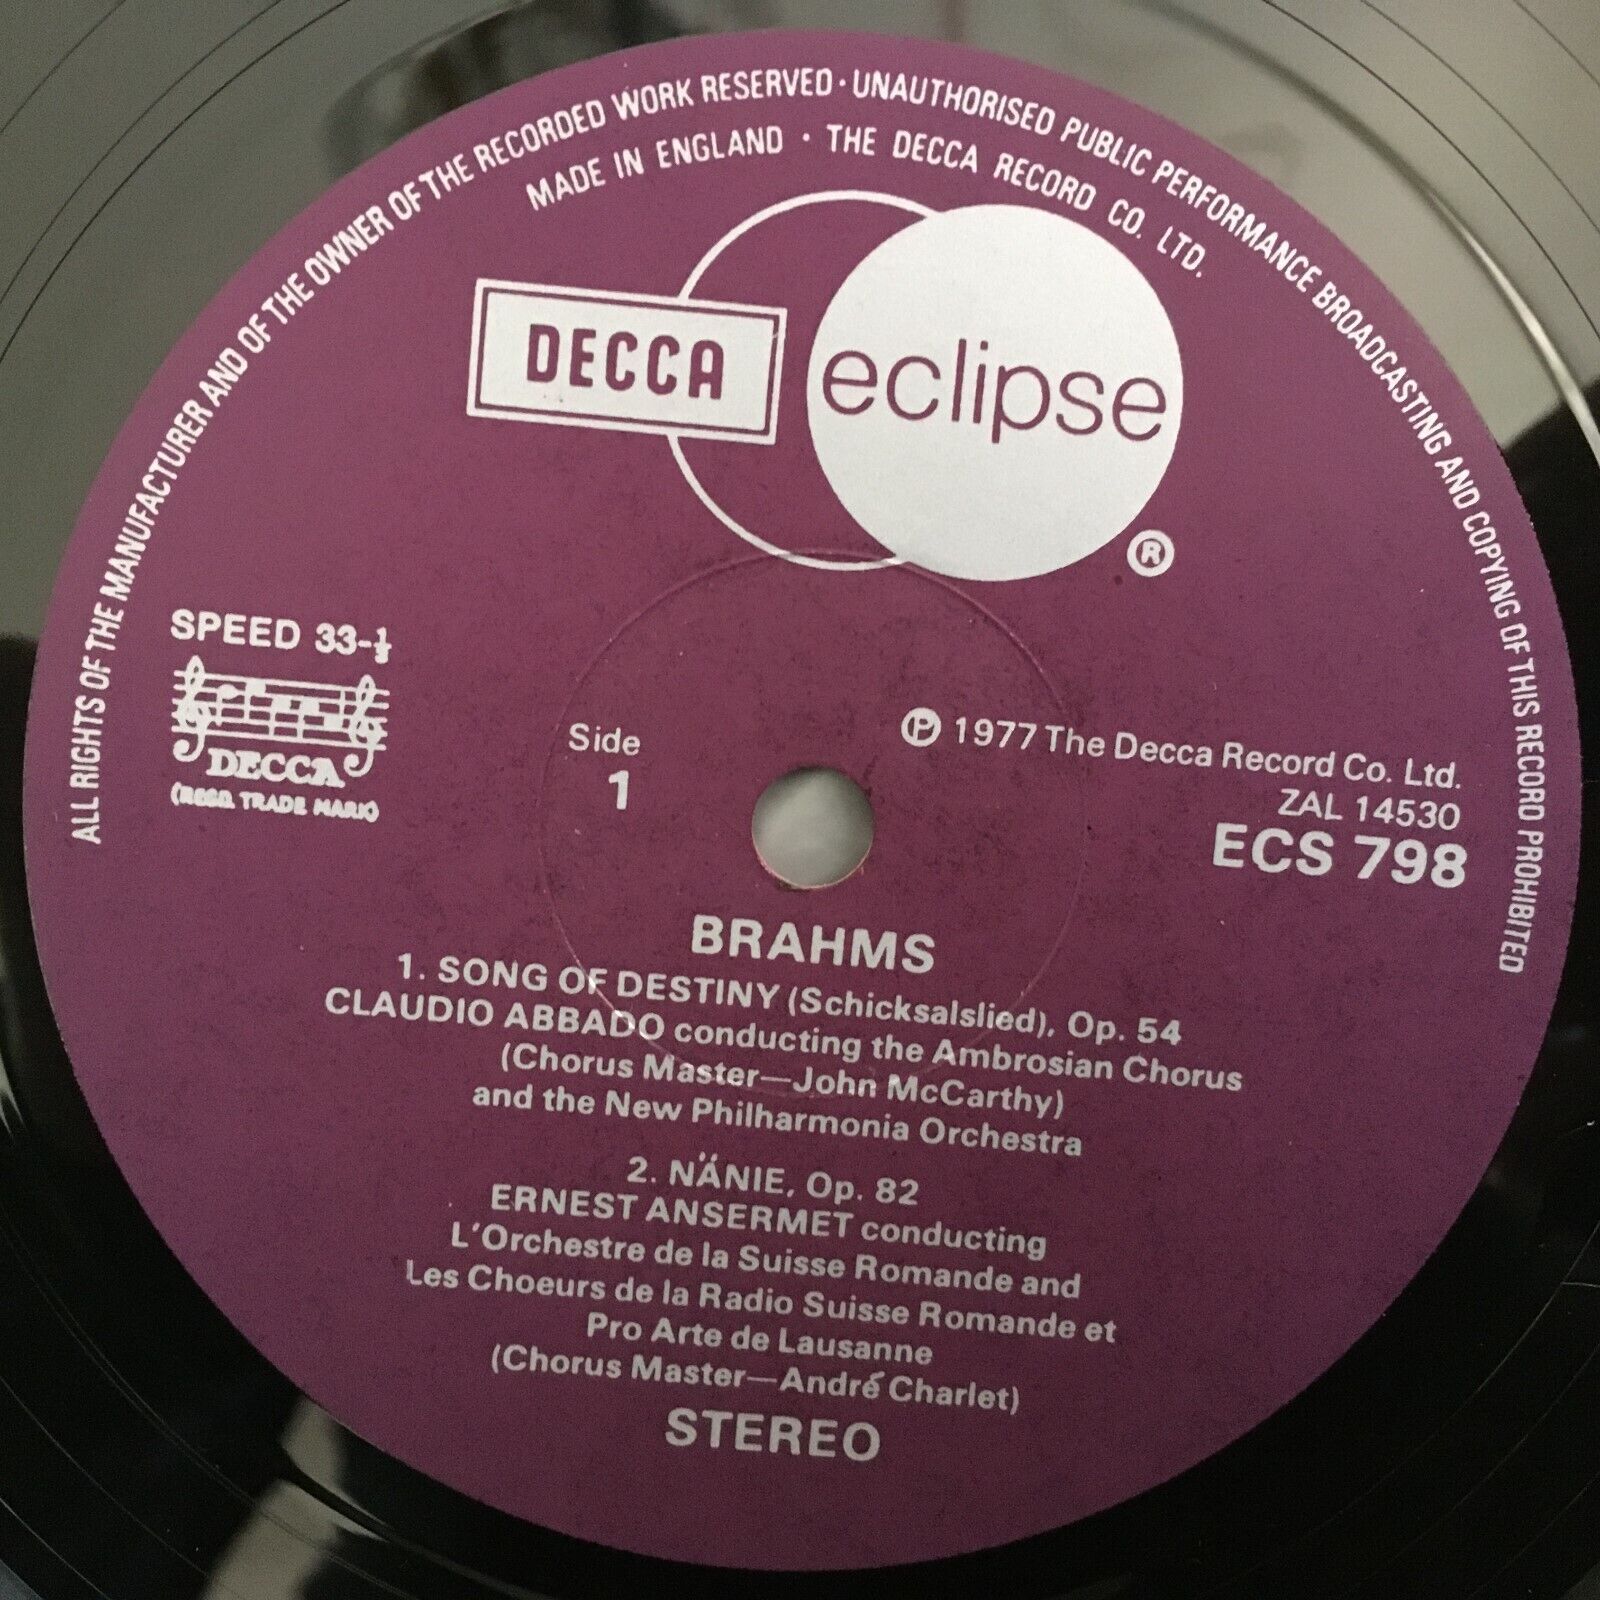 ALL RIGHTS OF THE MANUFACTURER AND OF THE OWNER OF THE RECORDED WORK RESERVED · UNAUTHORISED PUBLIC PERFORMANCE BROADCASTING AND COPYING OF THIS RECORD PROHIBITED
MADE IN ENGLAND · THE DECCA RECORD CO. LTD.
DECCA eclipse ®
SPEED 33-⅓
DECCA
(REGD. TRADE MARK)
Side
1
Ⓟ 1977 The Decca Record Co. Ltd.
ZAL 14530
ECS 798
BRAHMS
1. SONG OF DESTINY (Schicksalslied), Op. 54
CLAUDIO ABBADO conducting the Ambrosian Chorus
(Chorus Master—John McCarthy)
and the New Philharmonia Orchestra
2. NÄNIE, Op. 82
ERNEST ANSERMET conducting
L'Orchestre de la Suisse Romande and
Les Choeurs de la Radio Suisse Romande et
Pro Arte de Lausanne
(Chorus Master—André Charlet)
STEREO